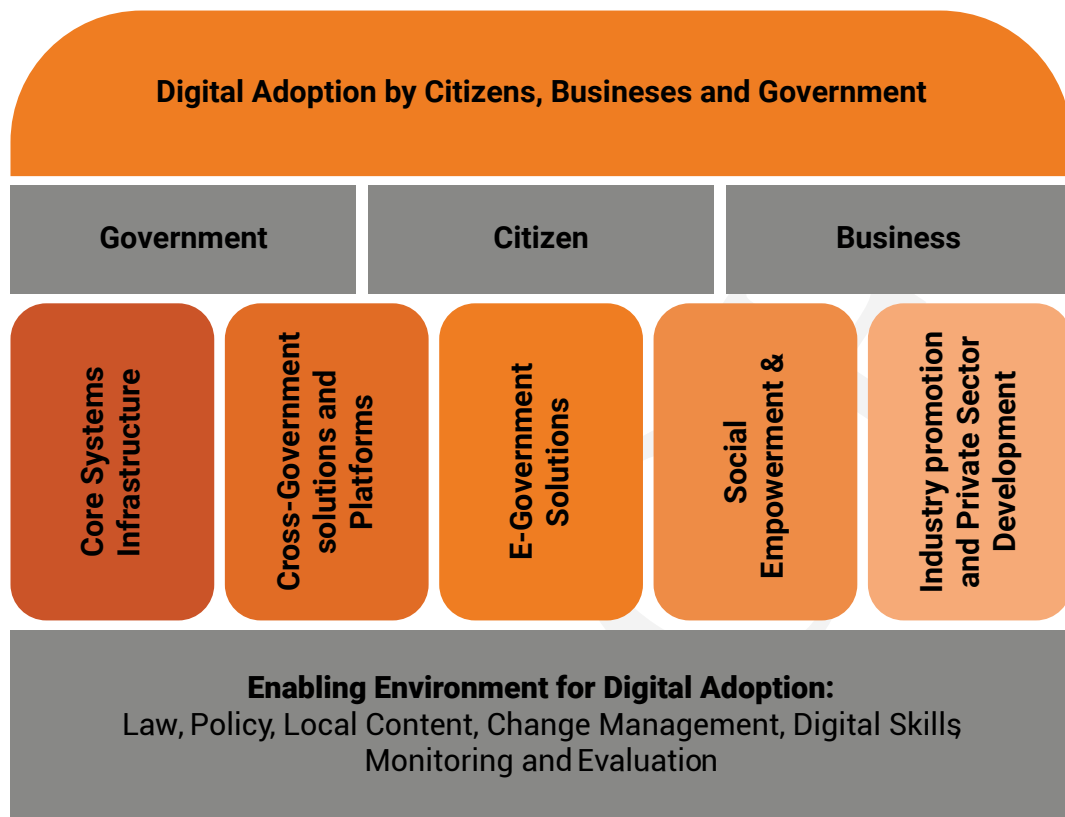 Digital Adoption by Citizens, Busineses and Government
Government
Citizen
Business
Core Systems
Infrastructure
Cross-Government
solutions and
Platforms
E-Government
Solutions
Social
Empowerment &
Industry promotion
and Private Sector
Development
Enabling Environment for Digital Adoption:
Law, Policy, Local Content, Change Management, Digital Skills,
Monitoring and Evaluation